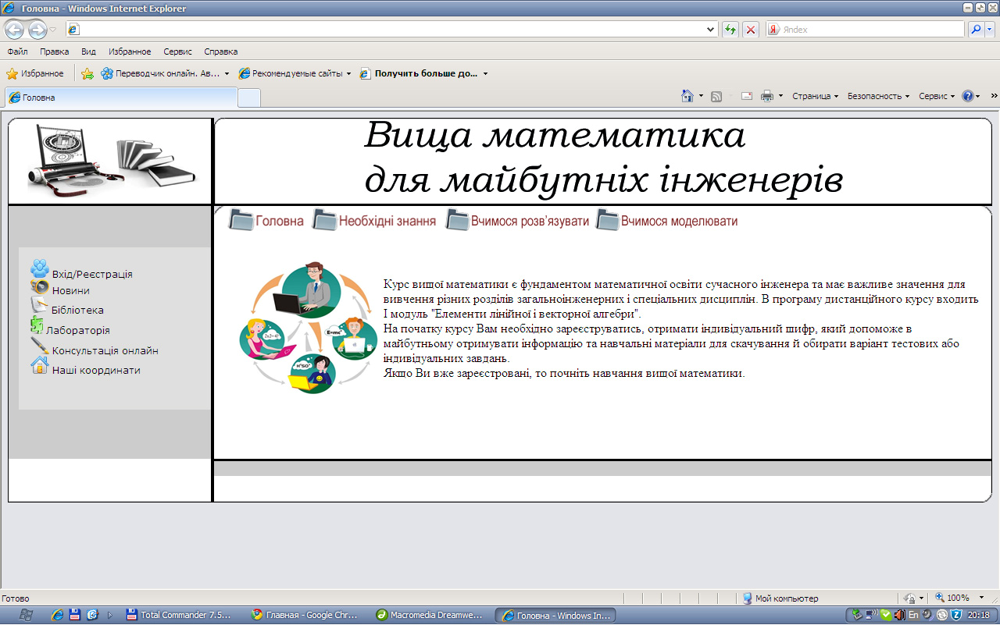 Головна - Windows Internet Explorer
Яndex
Файл Правка Вид Избранное Сервис Справка
Избранное Переводчик онлайн. Ав... Рекомендуемые сайты Получить больше до...
Головна Страница Безопасность Сервис
Вища математика
для майбутніх інженерів
Головна Необхідні знання Вчимося розв’язувати Вчимося моделювати
Вхід/Реєстрація
Новини
Бібліотека
Лабораторія
Консультація онлайн
Наші координати
2x2=4!
E=mc²
H²SO⁴
Курс вищої математики є фундаментом математичної освіти сучасного інженера та має важливе значення для
вивчення різних розділів загальноінженерних і спеціальних дисциплін. В програму дистанційного курсу входить
І модуль "Елементи лінійної і векторної алгебри".
На початку курсу Вам необхідно зареєструватись, отримати індивідуальний шифр, який допоможе в
майбутньому отримувати інформацію та навчальні матеріали для скачування й обирати варіант тестових або
індивідуальних завдань.
Якщо Ви вже зареєстровані, то почніть навчання вищої математики.
Готово Мой компьютер 100%
Total Commander 7.5... Главная - Google Chr... Macromedia Dreamwe... Головна - Windows In... En 20:18